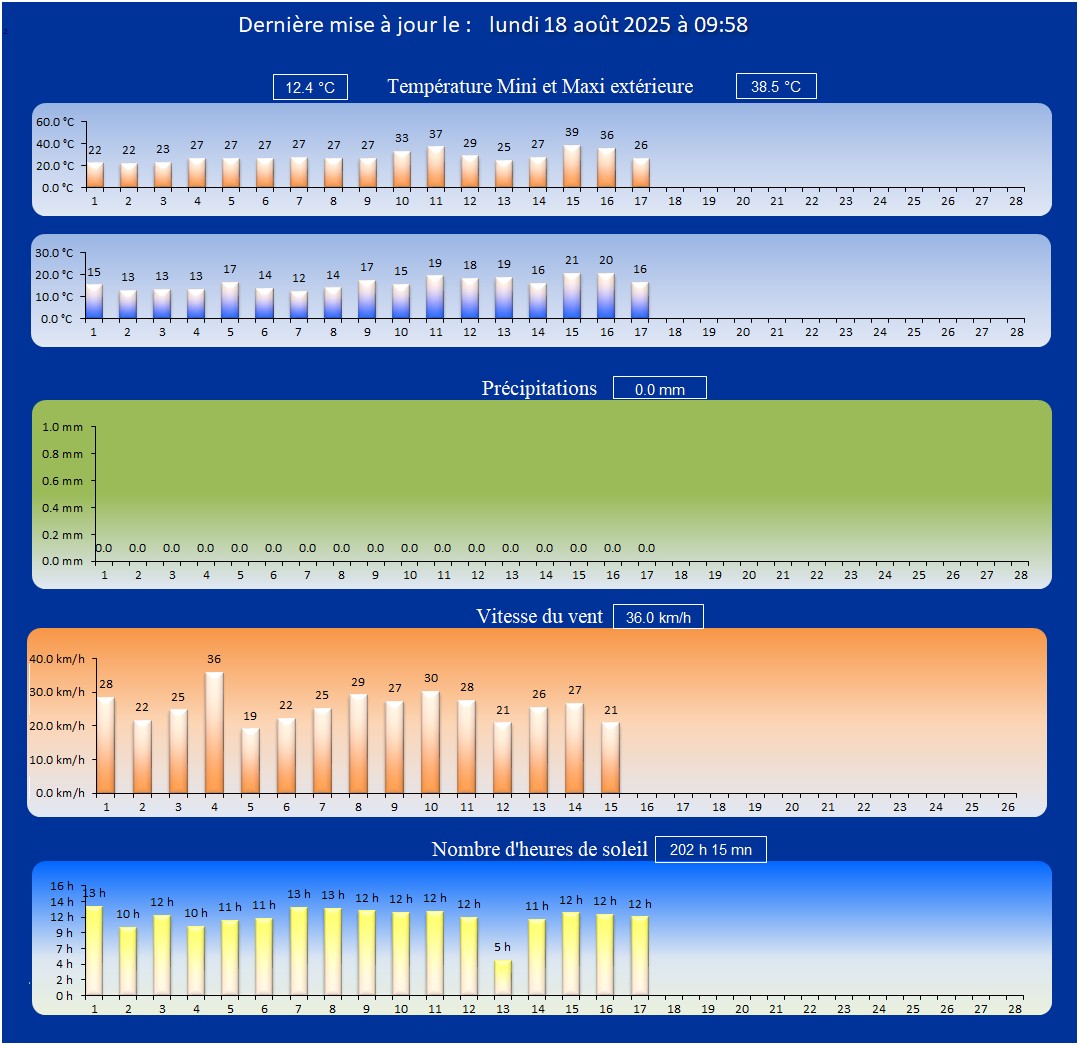 Dernière mise à jour le : lundi 18 août 2025 à 09:58
12.4 °C Température Mini et Maxi extérieure 38.5 °C
60.0 °C
40.0 °C
20.0 °C
0.0 °C
22 22 23 27 27 27 27 27 27 33 37 29 25 27 39 36 26
1 2 3 4 5 6 7 8 9 10 11 12 13 14 15 16 17 18 19 20 21 22 23 24 25 26 27 28
30.0 °C
20.0 °C
10.0 °C
0.0 °C
15 13 13 13 17 14 12 14 17 15 19 18 19 16 21 20 16
1 2 3 4 5 6 7 8 9 10 11 12 13 14 15 16 17 18 19 20 21 22 23 24 25 26 27 28
Précipitations 0.0 mm
1.0 mm
0.8 mm
0.6 mm
0.4 mm
0.2 mm
0.0 mm
0.0 0.0 0.0 0.0 0.0 0.0 0.0 0.0 0.0 0.0 0.0 0.0 0.0 0.0 0.0 0.0 0.0
1 2 3 4 5 6 7 8 9 10 11 12 13 14 15 16 17 18 19 20 21 22 23 24 25 26 27 28
Vitesse du vent 36.0 km/h
40.0 km/h
30.0 km/h
20.0 km/h
10.0 km/h
0.0 km/h
28 22 25 36 19 22 25 29 27 30 28 21 26 27 21
1 2 3 4 5 6 7 8 9 10 11 12 13 14 15 16 17 18 19 20 21 22 23 24 25 26
Nombre d'heures de soleil 202 h 15 mn
16 h
14 h
12 h
9 h
7 h
4 h
2 h
0 h
13 h 10 h 12 h 10 h 11 h 11 h 13 h 13 h 12 h 12 h 12 h 12 h 5 h 11 h 12 h 12 h 12 h
1 2 3 4 5 6 7 8 9 10 11 12 13 14 15 16 17 18 19 20 21 22 23 24 25 26 27 28